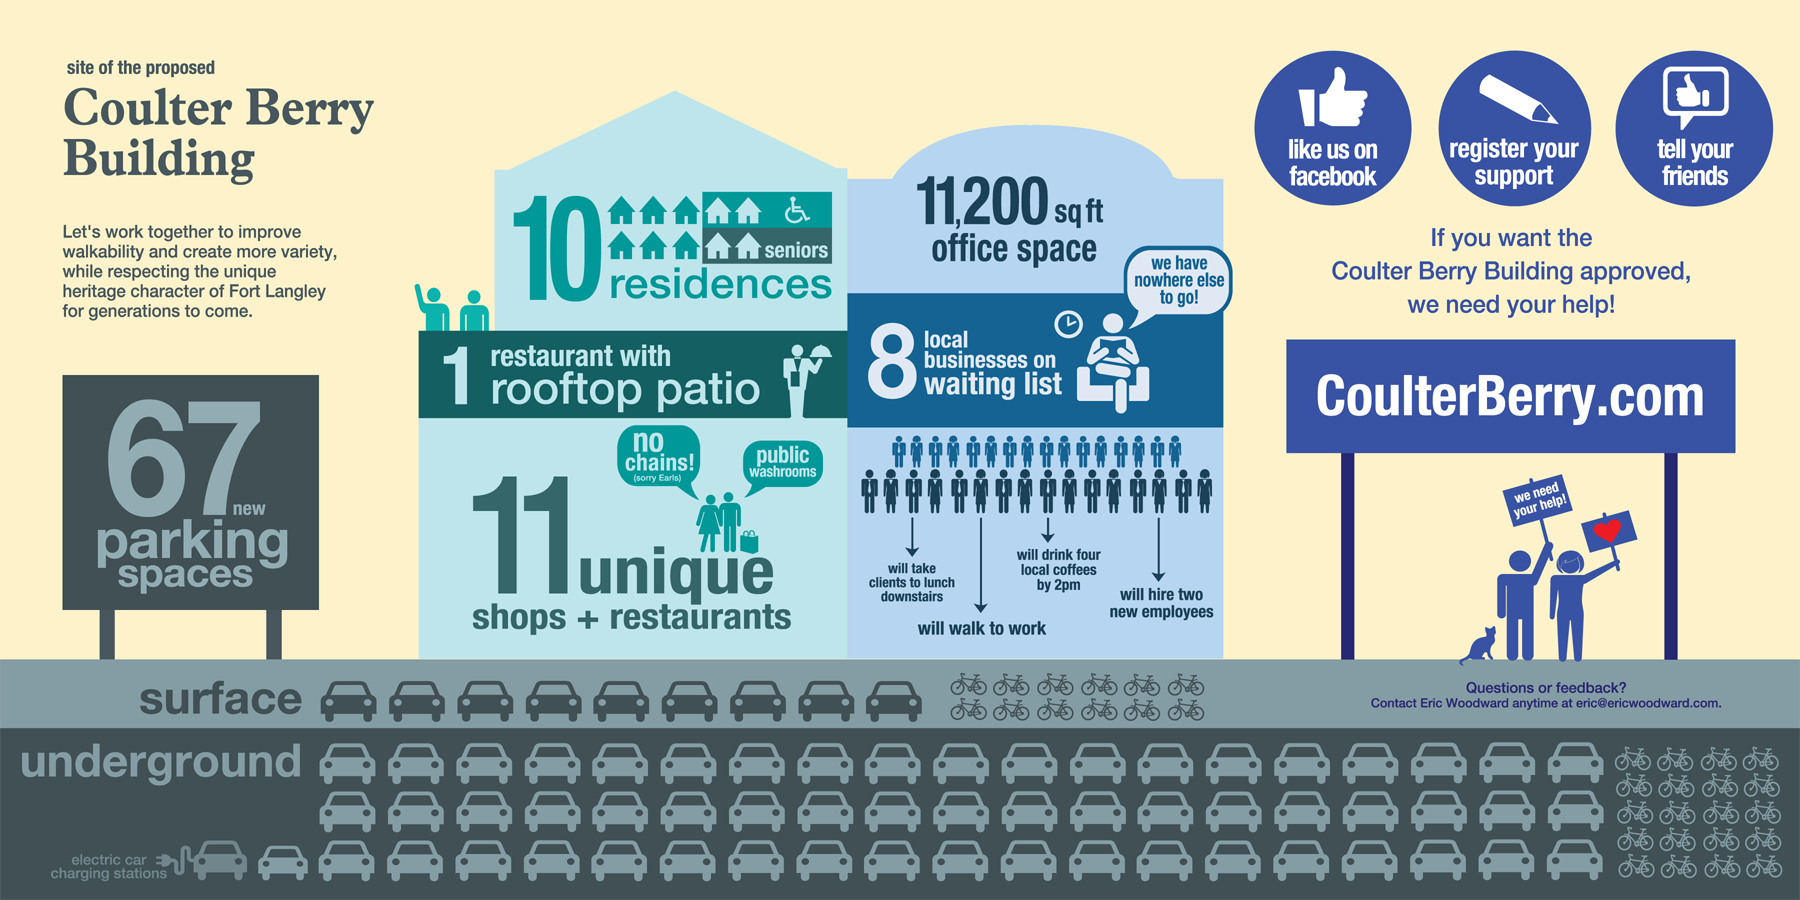 site of the proposed
Coulter Berry
Building
Let's work together to improve
walkability and create more variety,
while respecting the unique
heritage character of Fort Langley
for generations to come.
67
new
parking
spaces
10
seniors
residences
1
restaurant with
rooftop patio
no
chains!
(sorry Earls)
public
washrooms
11
unique
shops + restaurants
11,200 sq ft
office space
we have
nowhere else
to go!
8
local
businesses on
waiting list
will take
clients to lunch
downstairs
will walk to work
will drink four
local coffees
by 2pm
will hire two
new employees
like us on
facebook
register your
support
tell your
friends
If you want the
Coulter Berry Building approved,
we need your help!
CoulterBerry.com
we need
your help!
Questions or feedback?
Contact Eric Woodward anytime at eric@ericwoodward.com.
surface
underground
electric car
charging stations